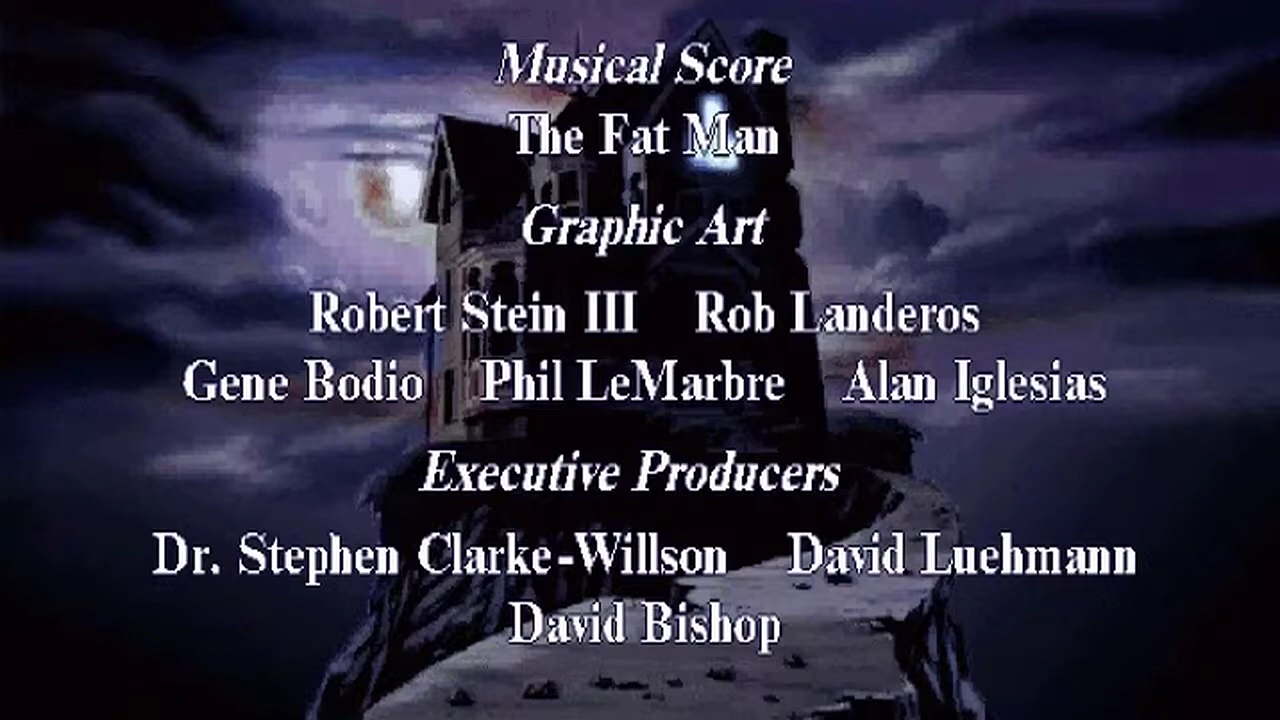 Musical Score
The Fat Man
Graphic Art
Robert Stein III Rob Landeros
Gene Bodio Phil LeMarbre Alan Iglesias
Executive Producers
Dr. Stephen Clarke-Willson David Luehmann
David Bishop